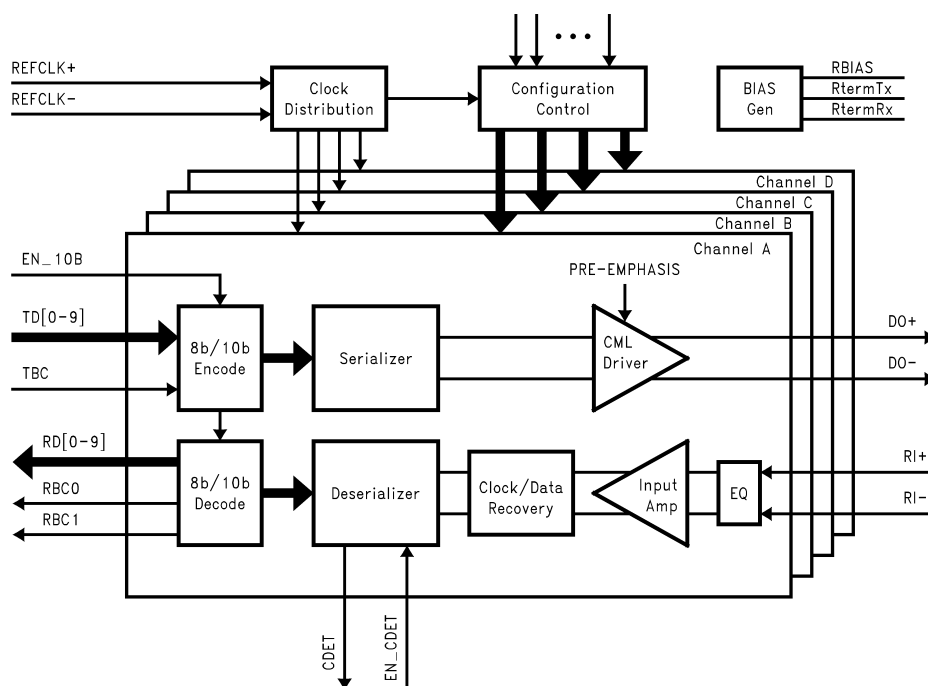 REFCLK+
REFCLK-
Clock
Distribution
Configuration
Control
BIAS
Gen
RBIAS
RtermTx
RtermRx
Channel D
Channel C
Channel B
Channel A
EN_10B
TD[0-9]
TBC
8b/10b
Encode
Serializer
PRE-EMPHASIS
CML
Driver
DO+
DO-
RD[0-9]
RBC0
RBC1
8b/10b
Decode
Deserializer
Clock/Data
Recovery
Input
Amp
EQ
RI+
RI-
CDET
EN_CDET